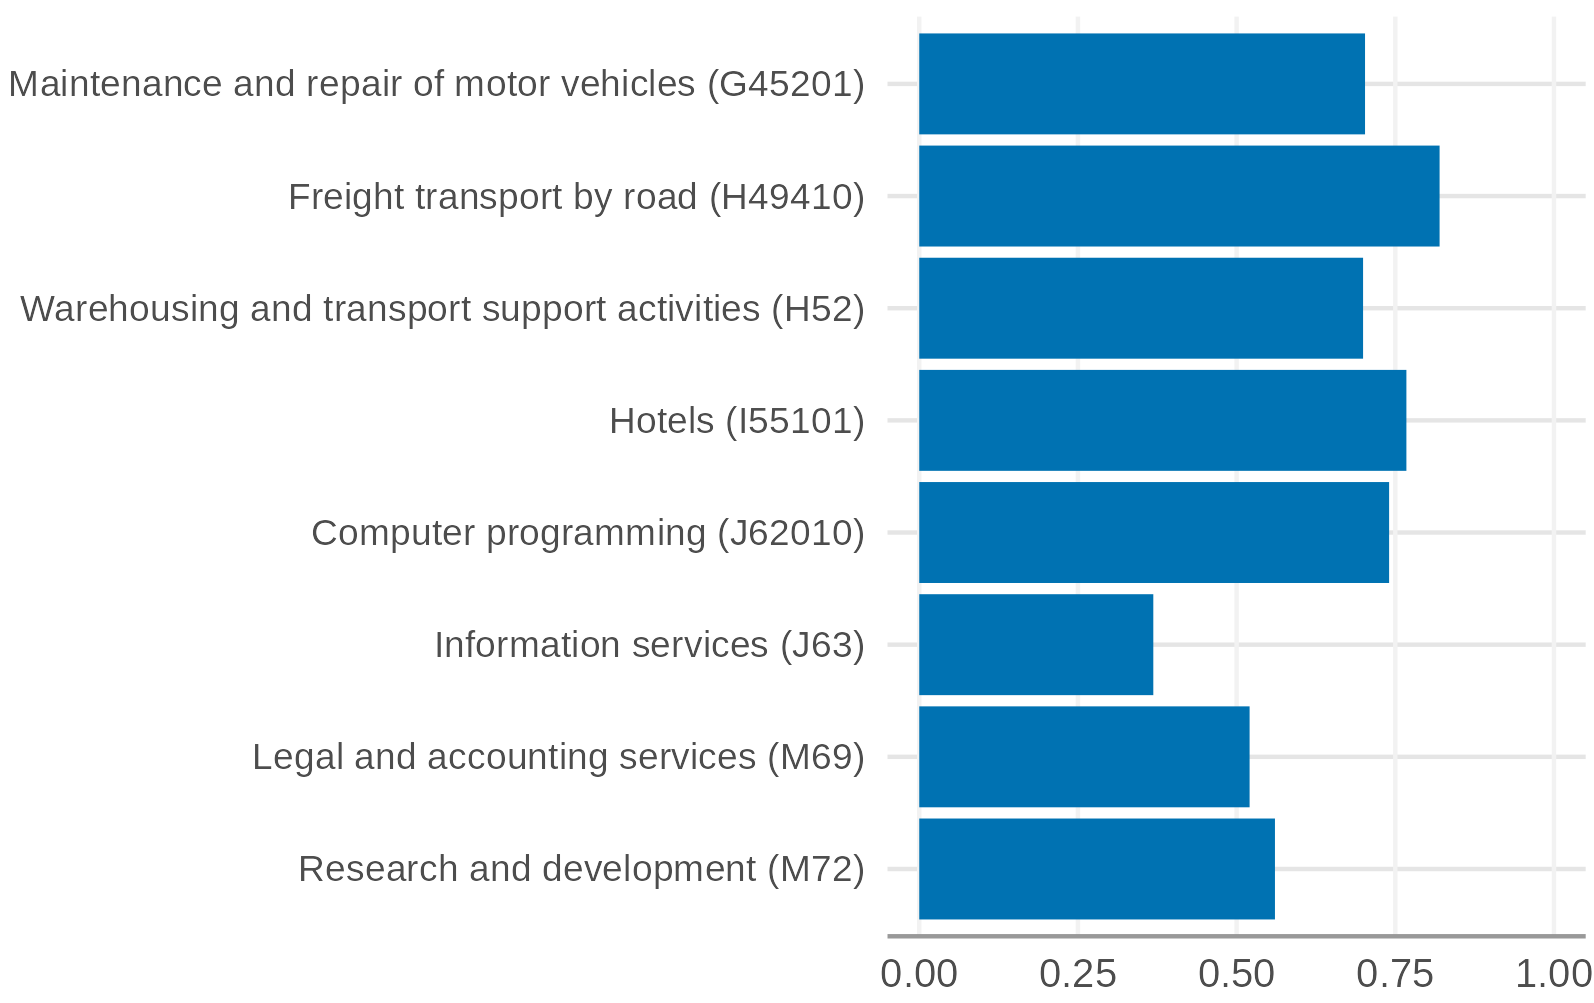 Maintenance and repair of motor vehicles (G45201)
Freight transport by road (H49410)
Warehousing and transport support activities (H52)
Hotels (I55101)
Computer programming (J62010)
Information services (J63)
Legal and accounting services (M69)
Research and development (M72)
0.00 0.25 0.50 0.75 1.00